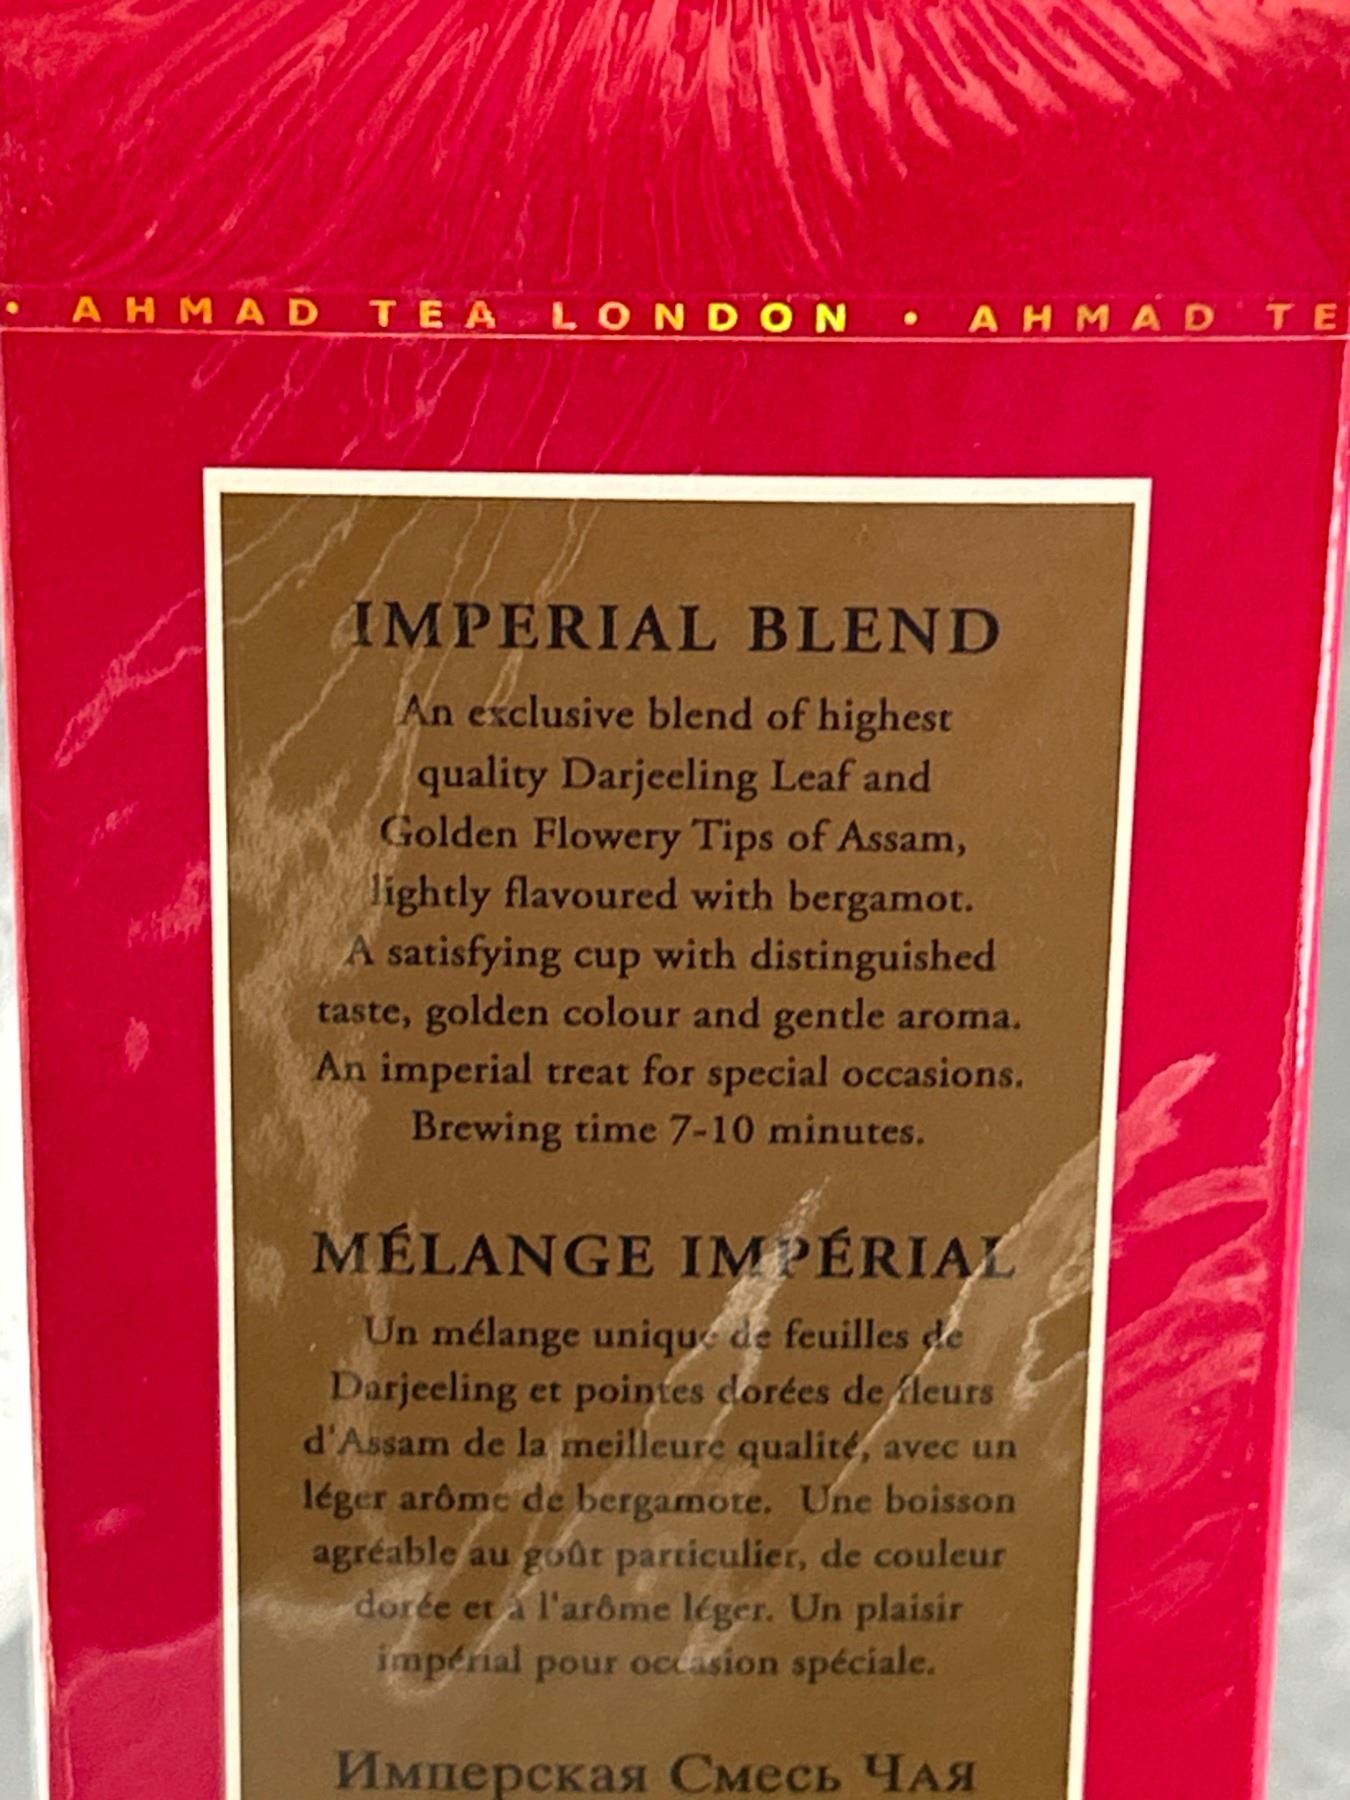 • AHMAD TEA LONDON • AHMAD TE
IMPERIAL BLEND
An exclusive blend of highest
quality Darjeeling Leaf and
Golden Flowery Tips of Assam,
lightly flavoured with bergamot.
A satisfying cup with distinguished
taste, golden colour and gentle aroma.
An imperial treat for special occasions.
Brewing time 7-10 minutes.
MÉLANGE IMPÉRIAL
Un mélange unique de feuilles de
Darjeeling et pointes dorées de fleurs
d'Assam de la meilleure qualité, avec un
léger arôme de bergamote. Une boisson
agréable au goût particulier, de couleur
dorée et à l'arôme léger. Un plaisir
impérial pour occasion spéciale.
Имперская Смесь Чая